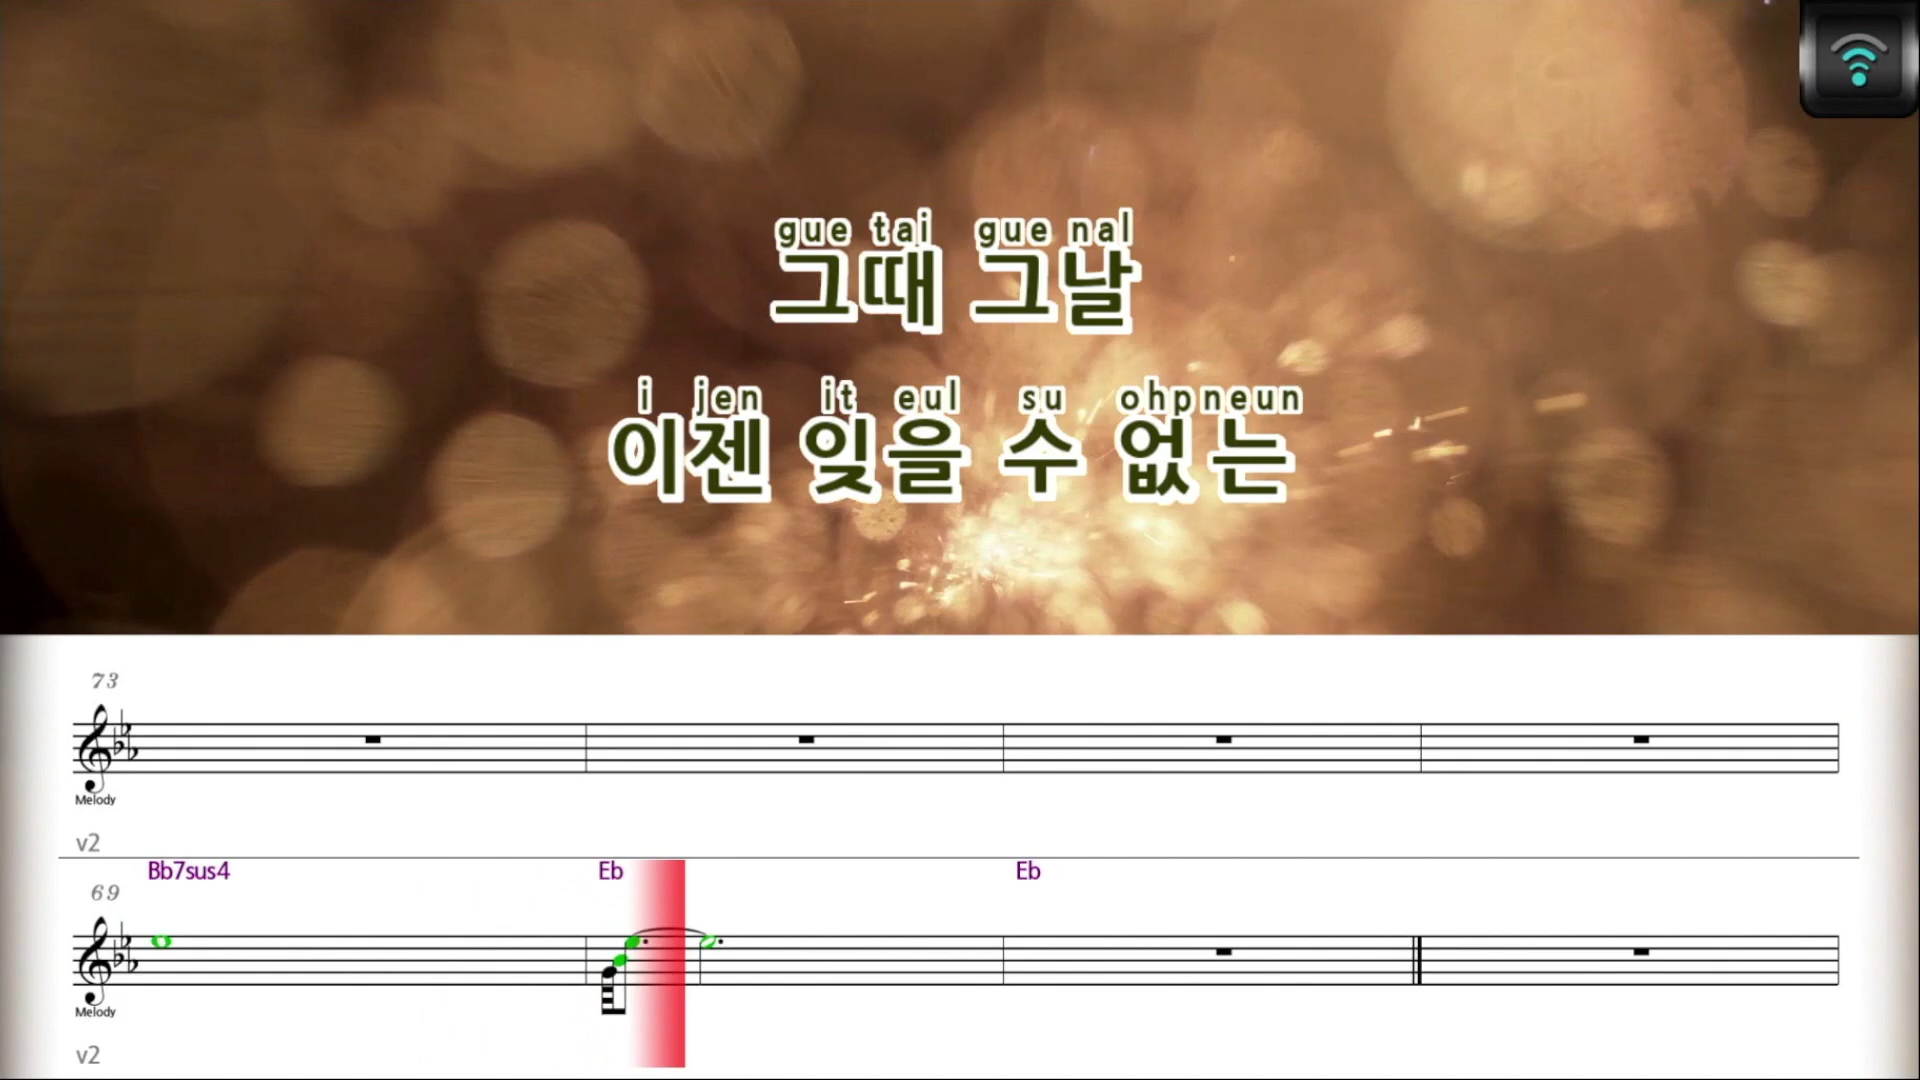 gue tai gue nal
그때 그날
i jen it eul su ohpneun
이젠 잊을 수 없는
73
Melody
v2
Bb7sus4 Eb Eb
69
Melody
v2